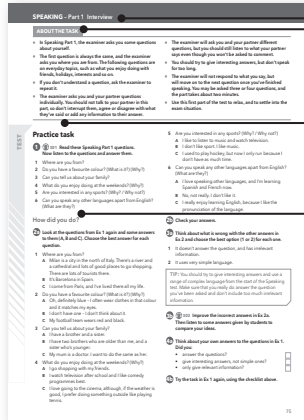 SPEAKING - Part 1 Interview
ABOUT THE TASK
In Speaking Part 1, the examiner asks you some questions
about yourself.
The first question is always the same, and the examiner
asks you where you are from. The following questions are
on everyday topics, such as what you enjoy doing with
friends, holidays, interests and so on.
If you don't understand a question, ask the examiner to
repeat it.
The examiner asks you and your partner questions
individually. You should not talk to your partner in this
part, so don't interrupt them, agree or disagree with what
they've said or add any information to their answer.
The examiner will ask you and your partner different
questions, but you should still listen to what your partner
says even though you won't be asked to comment.
You should try to give interesting answers, but don't speak
for too long.
The examiner will not respond to what you say, but
will move on to the next question once you've finished
speaking. You may be asked three or four questions, and
the part takes about two minutes.
Use this first part of the test to relax, and to settle into the
exam situation.
TEST
Practice task
1 001 Read these Speaking Part 1 questions.
Now listen to the questions and answer them.
1 Where are you from?
2 Do you have a favourite colour? (What is it?) (Why?)
3 Can you tell us about your family?
4 What do you enjoy doing at the weekends? (Why?)
5 Are you interested in any sports? (Why? / Why not?)
6 Can you speak any other languages apart from English?
(What are they?)
How did you do?
2a Look at the questions from Ex 1 again and some answers
to them (A, B and C). Choose the best answer for each
question.
1 Where are you from?
A Milan is a city in the north of Italy. There's a river and
a cathedral and lots of good places to go shopping.
There are lots of tourists there.
B It's Barcelona in Spain.
C I come from Paris, and I've lived there all my life.
2 Do you have a favourite colour? (What is it?) (Why?)
A Oh, definitely blue – I often wear clothes in that colour
and it matches my eyes.
B I don't have one – I don't think about it.
C My football team wears red and black.
3 Can you tell us about your family?
A I have a brother and a sister.
B I have two brothers who are older than me, and a
sister who's younger.
C My mum is a doctor. I want to do the same as her.
4 What do you enjoy doing at the weekends? (Why?)
A I go shopping with my friends.
B I watch television after school and I like comedy
programmes best.
C I love going to the cinema, although, if the weather is
good, I prefer doing something outside like playing
tennis.
5 Are you interested in any sports? (Why? / Why not?)
A I like to listen to music and watch television.
B I don't like sport. I like music.
C I used to play hockey, but now I only run because I
don't have as much time.
6 Can you speak any other languages apart from English?
(What are they?)
A I love speaking other languages, and I'm learning
Spanish and French now.
B No, not really. I don't like it.
C I really enjoy learning English, because I like the
pronunciation of the language.
2b Check your answers.
2c Think about what is wrong with the other answers in
Ex 2 and choose the best option (1 or 2) for each one.
1 It doesn't answer the question, and has irrelevant
information.
2 It uses very simple language.
TIP: You should try to give interesting answers and use a
range of complex language from the start of the Speaking
test. Make sure that you really do answer the question
you've been asked and don't include too much irrelevant
information.
002 Improve the incorrect answers in Ex 2a.
Then listen to some answers given by students to
compare your ideas.
Think about your own answers to the questions in Ex 1.
Did you:
answer the questions?
give interesting answers, not simple ones?
only give relevant information?
Try the task in Ex 1 again, using the checklist above.
75